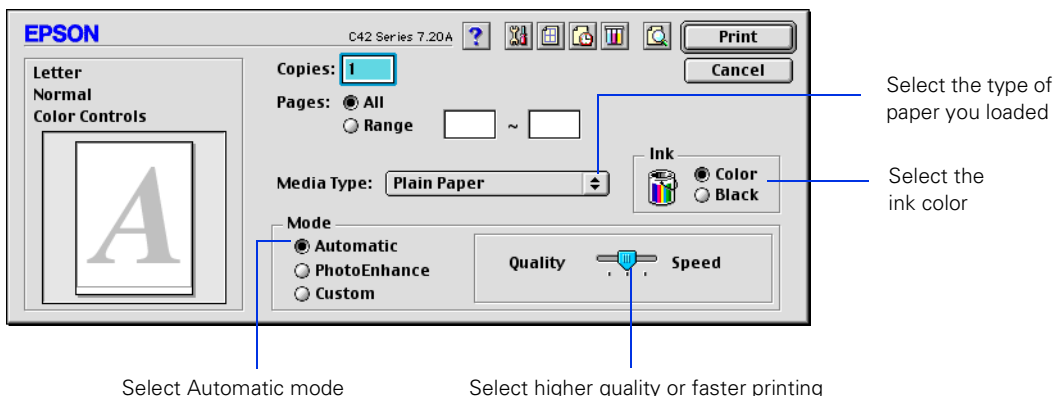 EPSON
C42 Series 7.20A
?
Print
Cancel
Letter
Normal
Color Controls
A
Copies: 1
Pages: All
Range ~
Media Type: Plain Paper
Ink
Color
Black
Mode
Automatic
PhotoEnhance
Custom
Quality Speed
Select the type of
paper you loaded
Select the
ink color
Select Automatic mode
Select higher quality or faster printing